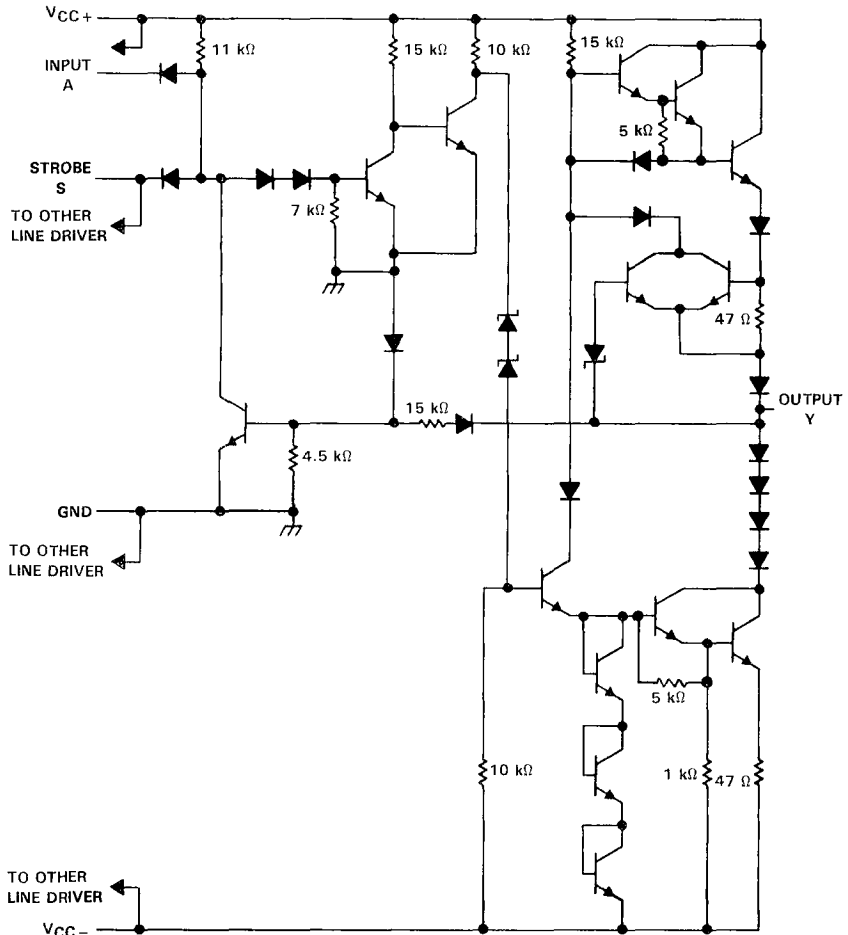 VCC+
11 kΩ
15 kΩ
10 kΩ
15 kΩ
INPUT
A
5 kΩ
STROBE
S
7 kΩ
TO OTHER
LINE DRIVER
47 Ω
15 kΩ
OUTPUT
Y
4.5 kΩ
GND
TO OTHER
LINE DRIVER
5 kΩ
10 kΩ
1 kΩ
47 Ω
TO OTHER
LINE DRIVER
VCC−